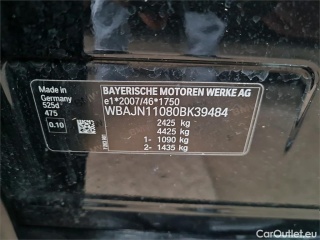 Made in
Germany
525d
475
0.10
BAYERISCHE MOTOREN WERKE AG
e1*2007/46*1750
WBAJN11080BK39484
2425 kg
4425 kg
1- 1090 kg
2- 1435 kg
CarOutlet.eu